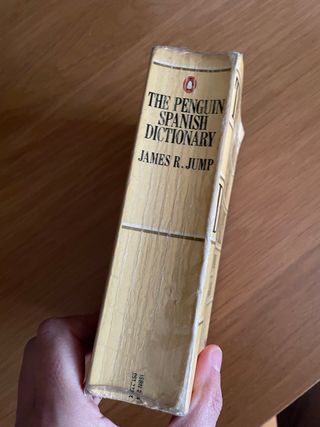 THE PENGUIN
SPANISH
DICTIONARY
JAMES R. JUMP